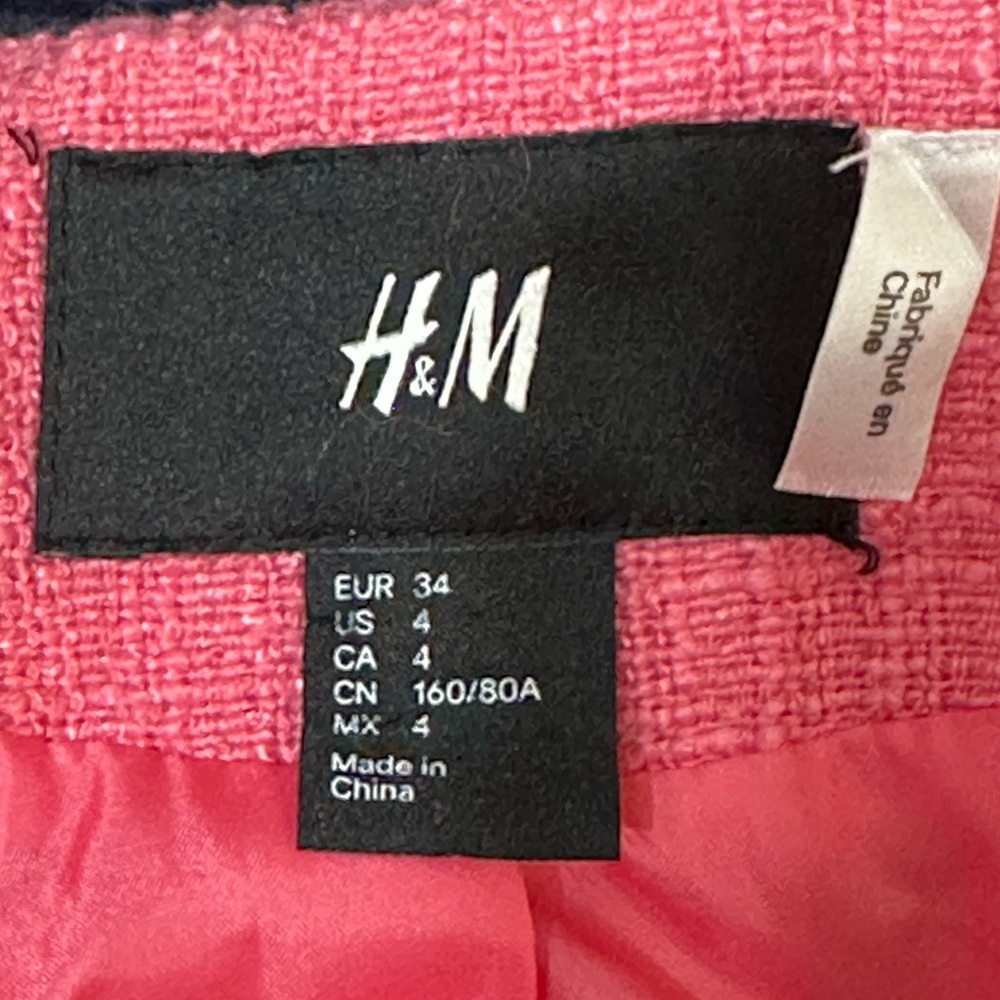 H&M
EUR 34
US 4
CA 4
CN 160/80A
MX 4
Made in
China
Fabriqué en
Chine